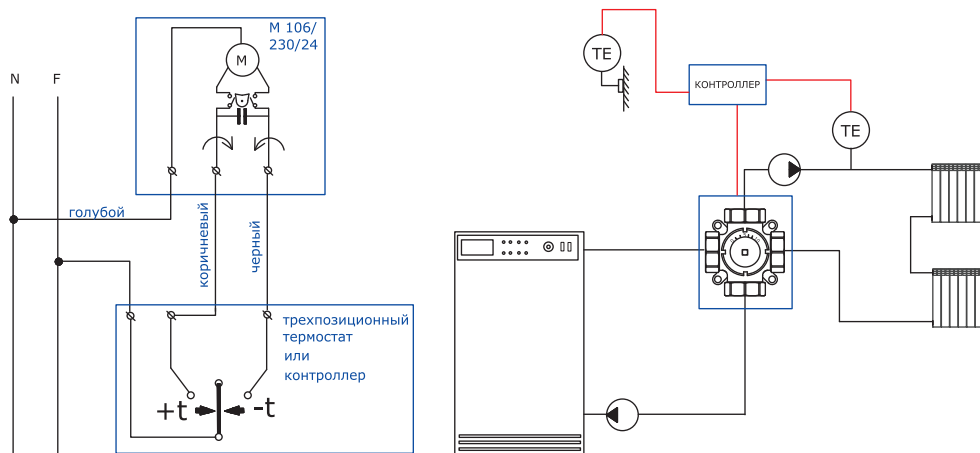 N
F
M 106/
230/24
M
голубой
коричневый
черный
трехпозиционный
термостат
или
контроллер
+t
-t
TE
КОНТРОЛЛЕР
TE